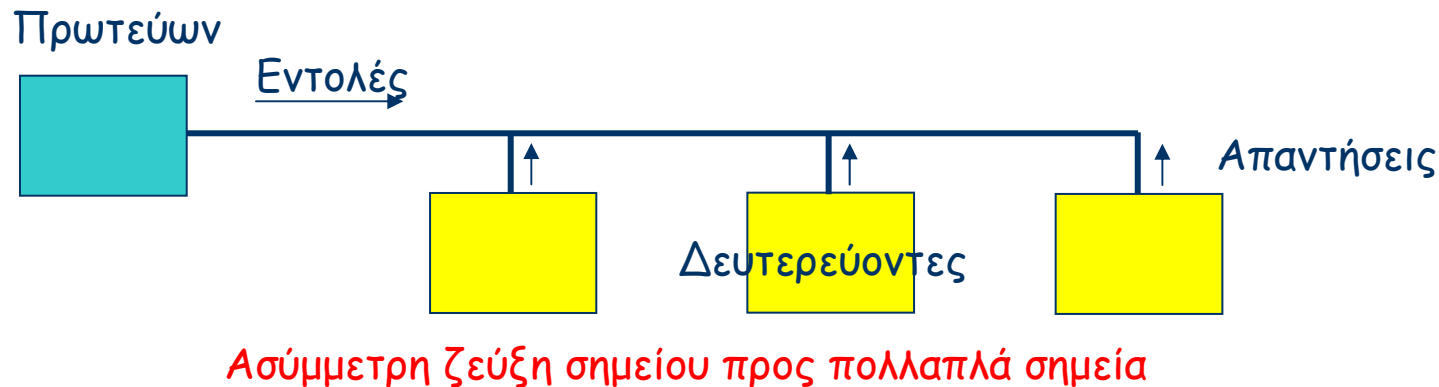 Πρωτεύων
Εντολές
Απαντήσεις
Δευτερεύοντες
Ασύμμετρη ζεύξη σημείου προς πολλαπλά σημεία